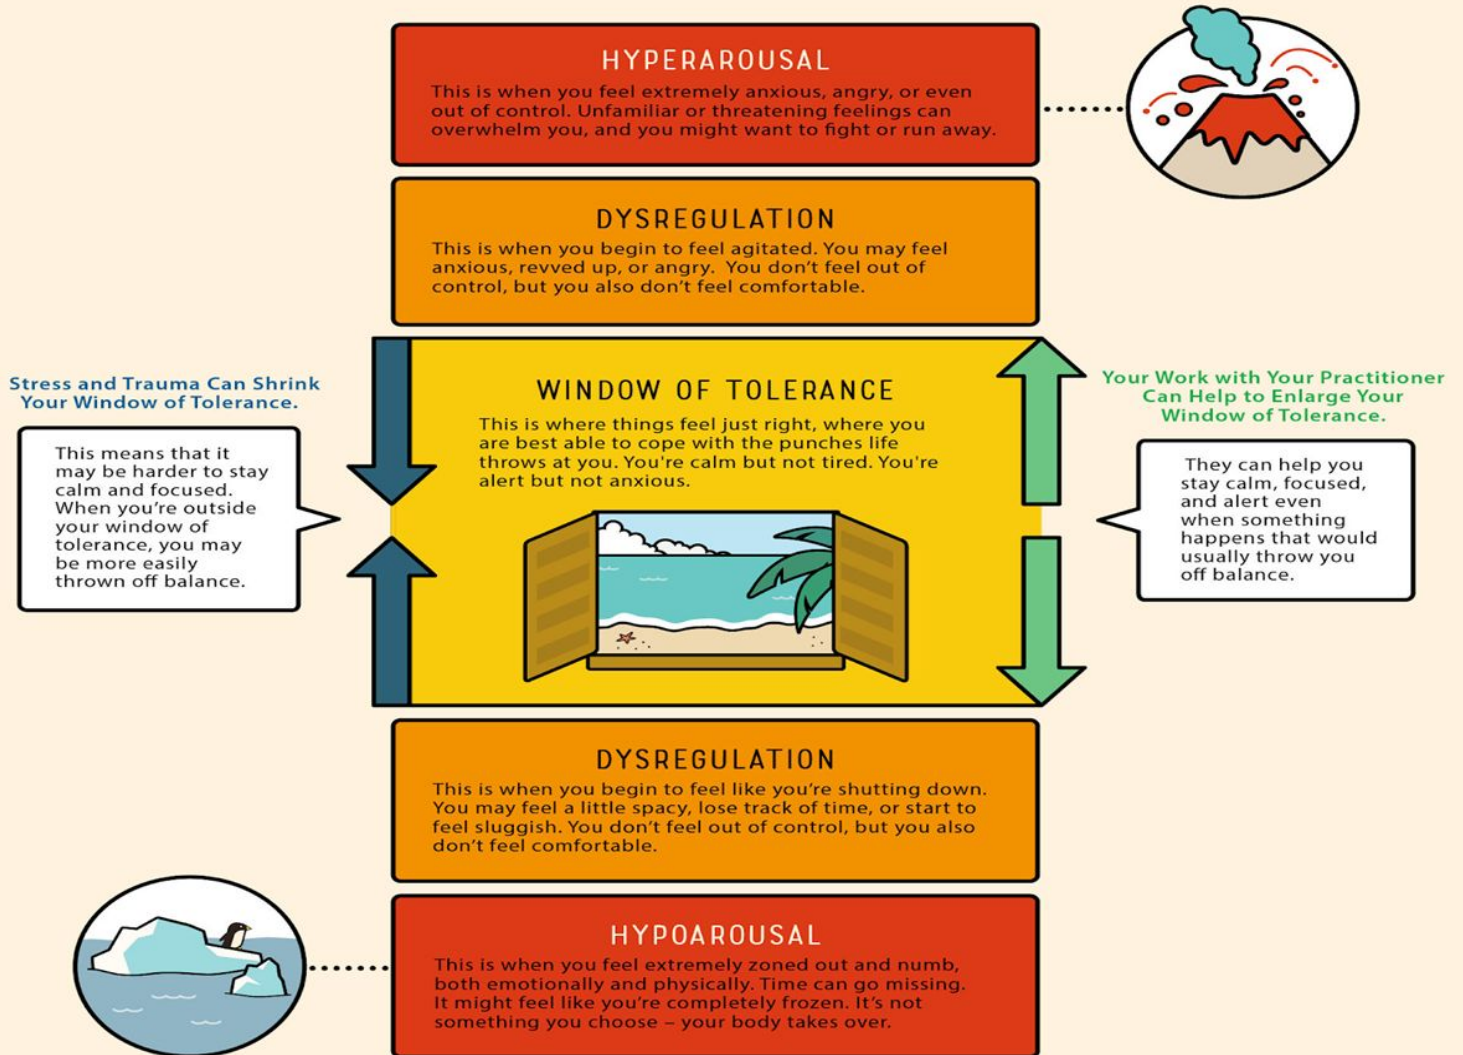 HYPERAROUSAL
This is when you feel extremely anxious, angry, or even
out of control. Unfamiliar or threatening feelings can
overwhelm you, and you might want to fight or run away.
DYSREGULATION
This is when you begin to feel agitated. You may feel
anxious, revved up, or angry. You don't feel out of
control, but you also don't feel comfortable.
Stress and Trauma Can Shrink
Your Window of Tolerance.
This means that it
may be harder to stay
calm and focused.
When you're outside
your window of
tolerance, you may
be more easily
thrown off balance.
WINDOW OF TOLERANCE
This is where things feel just right, where you
are best able to cope with the punches life
throws at you. You're calm but not tired. You're
alert but not anxious.
Your Work with Your Practitioner
Can Help to Enlarge Your
Window of Tolerance.
They can help you
stay calm, focused,
and alert even
when something
happens that would
usually throw you
off balance.
DYSREGULATION
This is when you begin to feel like you're shutting down.
You may feel a little spacy, lose track of time, or start to
feel sluggish. You don't feel out of control, but you also
don't feel comfortable.
HYPOAROUSAL
This is when you feel extremely zoned out and numb,
both emotionally and physically. Time can go missing.
It might feel like you're completely frozen. It's not
something you choose – your body takes over.